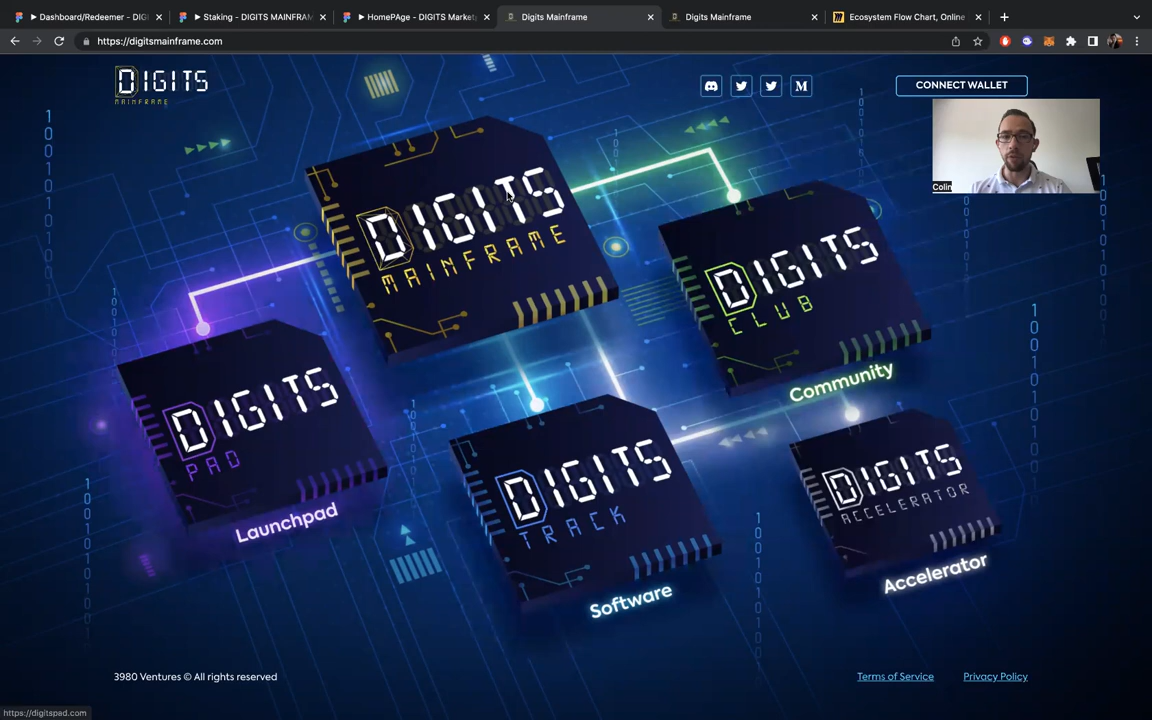 Dashboard/Redeemer - DIGI
Staking - DIGITS MAINFRAM
HomePAge - DIGITS Market
Digits Mainframe
Digits Mainframe
Ecosystem Flow Chart, Online
https://digitsmainframe.com
DIGITS
MAINFRAME
M
CONNECT WALLET
Colin
DIGITS
MAINFRAME
DIGITS
CLUB
Community
DIGITS
PAD
Launchpad
DIGITS
TRACK
Software
DIGITS
ACCELERATOR
Accelerator
3980 Ventures © All rights reserved
Terms of Service
Privacy Policy
https://digitspad.com